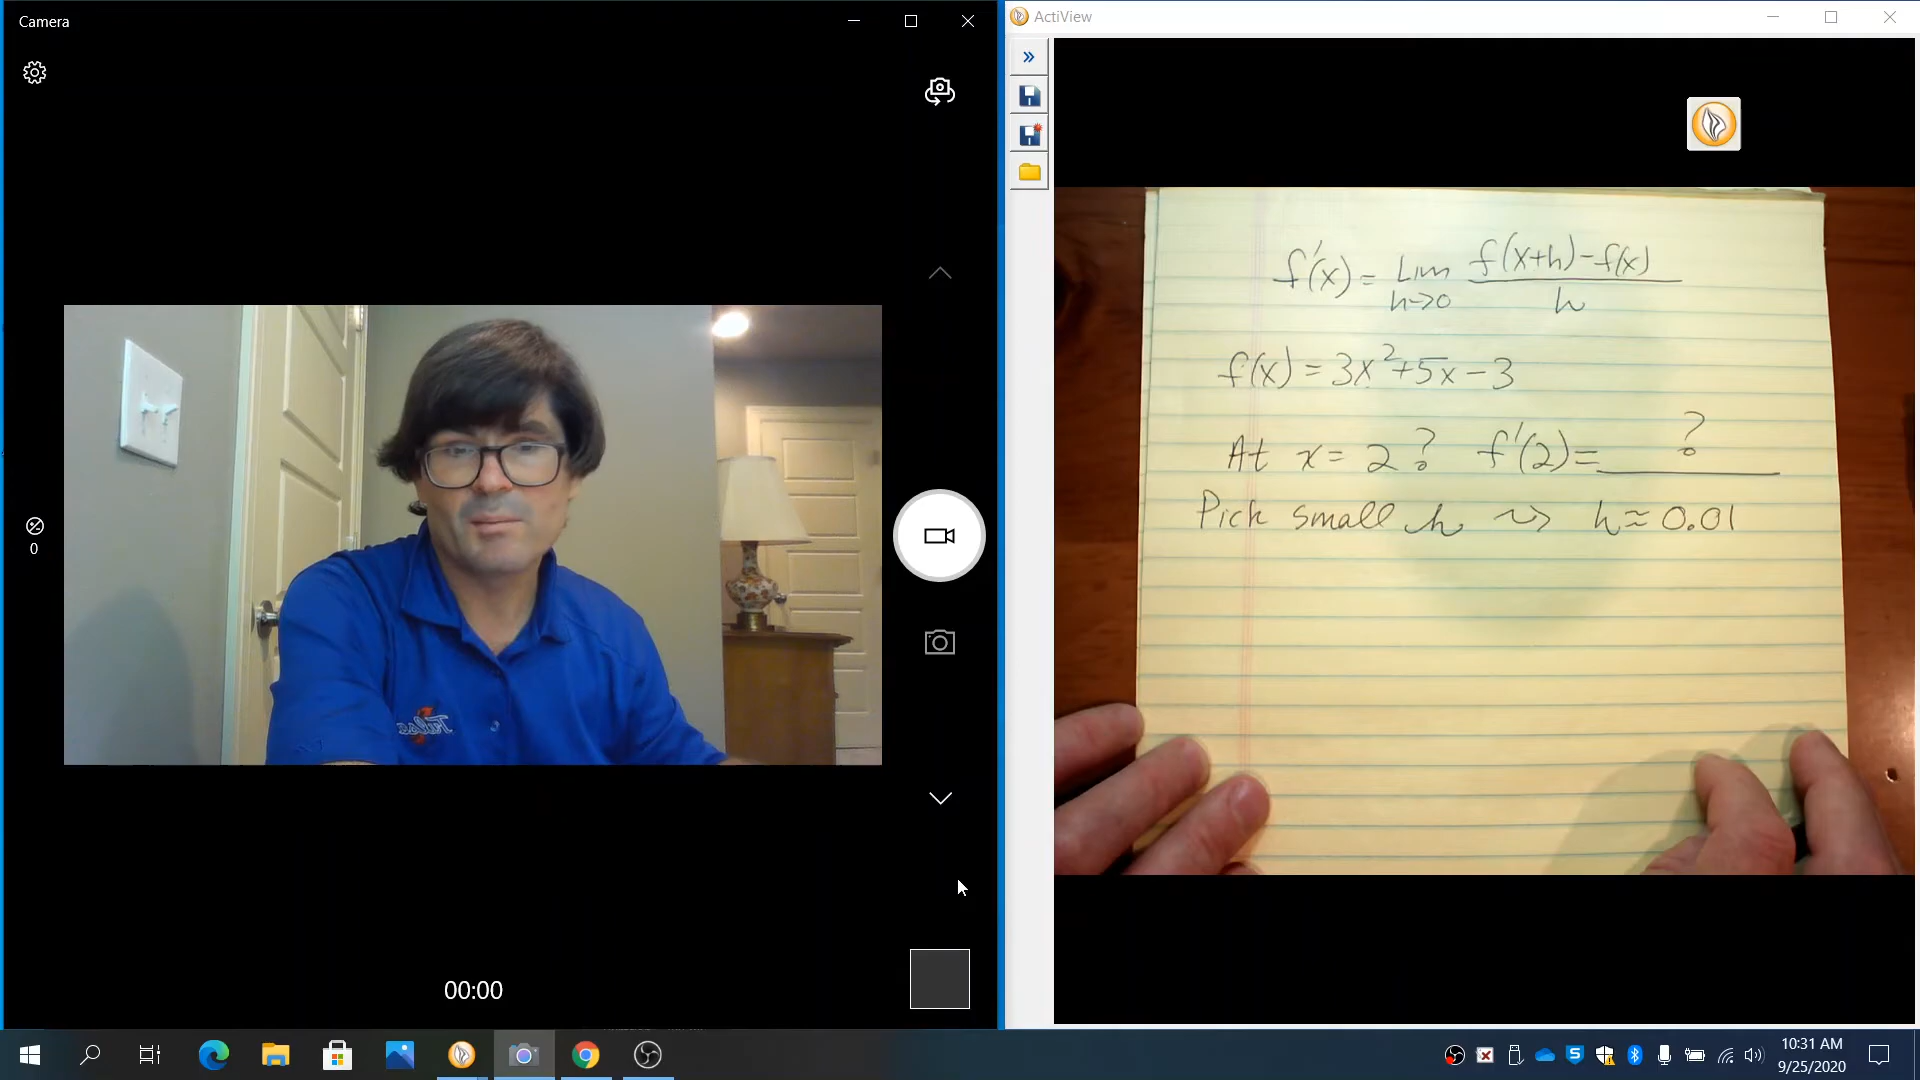 Camera
ActiView
0
00:00
f'(x) = Lim h→0 f(x+h)-f(x) / h
f(x) = 3x²+5x-3
At x = 2 ? f'(2) = ?
Pick small h ⇝ h ≈ 0.01
10:31 AM
9/25/2020